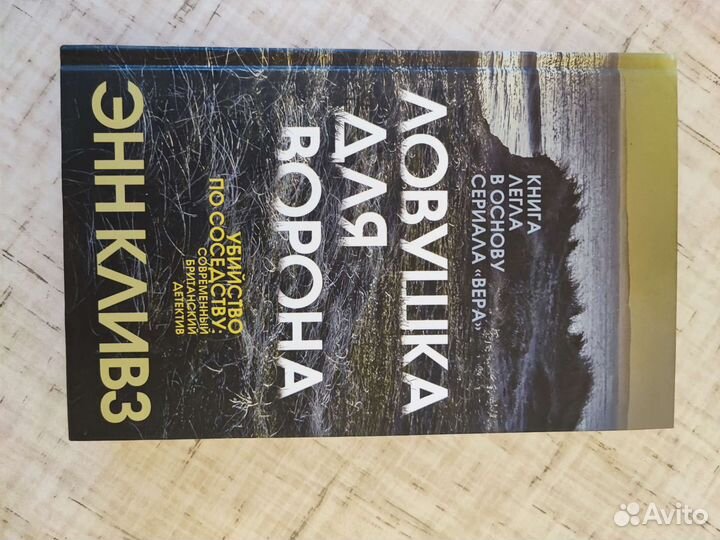 КНИГА
ЛЕГЛА
В ОСНОВУ
СЕРИАЛА «ВЕРА»
ЛОВУШКА
ДЛЯ
ВОРОНА
УБИЙСТВО
ПО СОСЕДСТВУ:
СОВРЕМЕННЫЙ
БРИТАНСКИЙ
ДЕТЕКТИВ
ЭНН КЛИВЗ
Avito